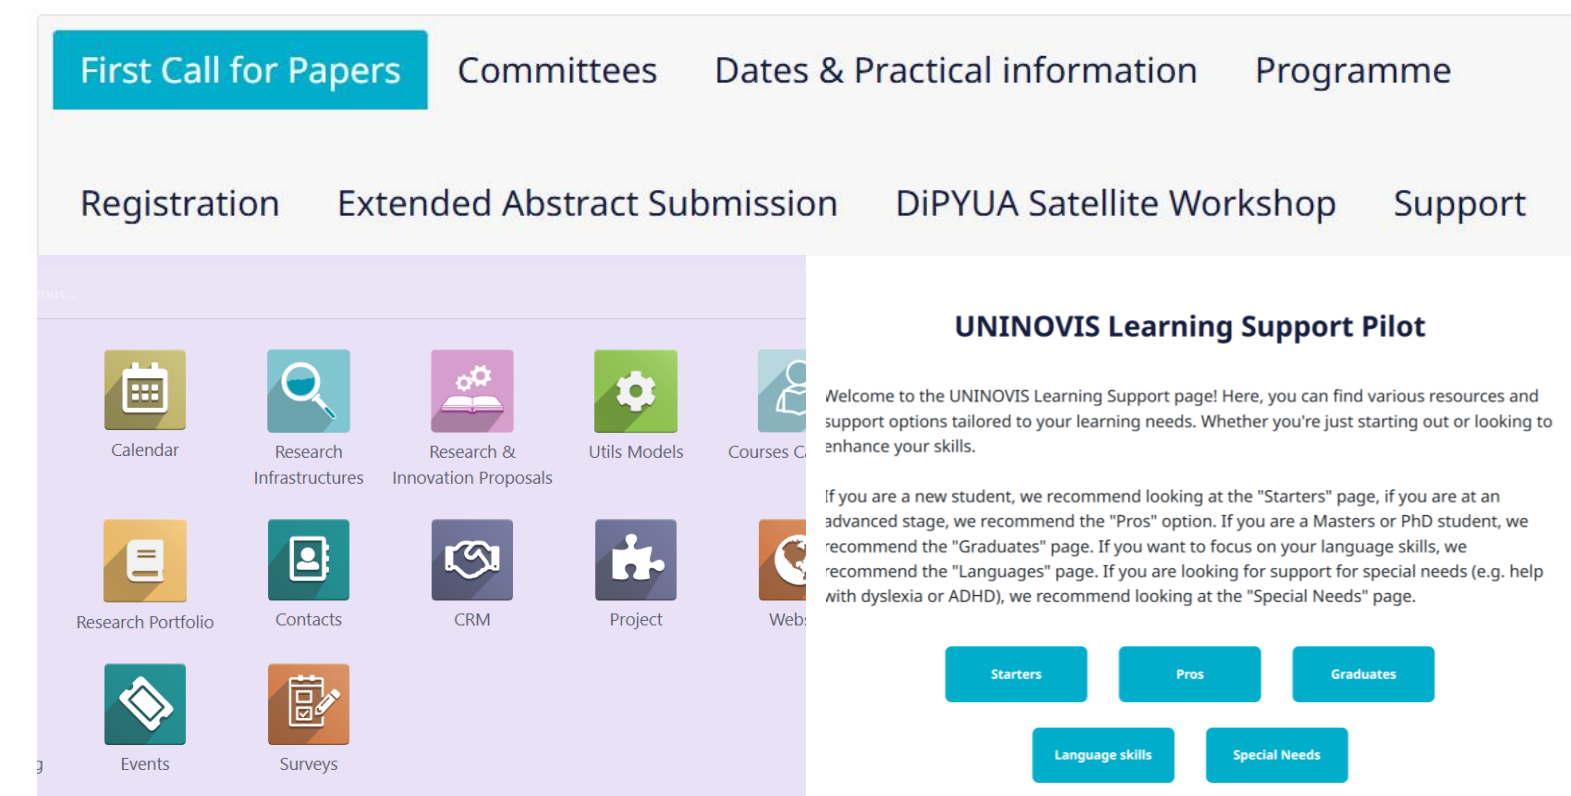 First Call for Papers Committees Dates & Practical information Programme
Registration Extended Abstract Submission DiPYUA Satellite Workshop Support
Calendar
Research
Infrastructures
Research &
Innovation Proposals
Utils Models
Courses
Research Portfolio
Contacts
CRM
Project
Events
Surveys
UNINOVIS Learning Support Pilot
Welcome to the UNINOVIS Learning Support page! Here, you can find various resources and
support options tailored to your learning needs. Whether you're just starting out or looking to
enhance your skills.
If you are a new student, we recommend looking at the "Starters" page, if you are at an
advanced stage, we recommend the "Pros" option. If you are a Masters or PhD student, we
recommend the "Graduates" page. If you want to focus on your language skills, we
recommend the "Languages" page. If you are looking for support for special needs (e.g. help
with dyslexia or ADHD), we recommend looking at the "Special Needs" page.
Starters Pros Graduates
Language skills Special Needs